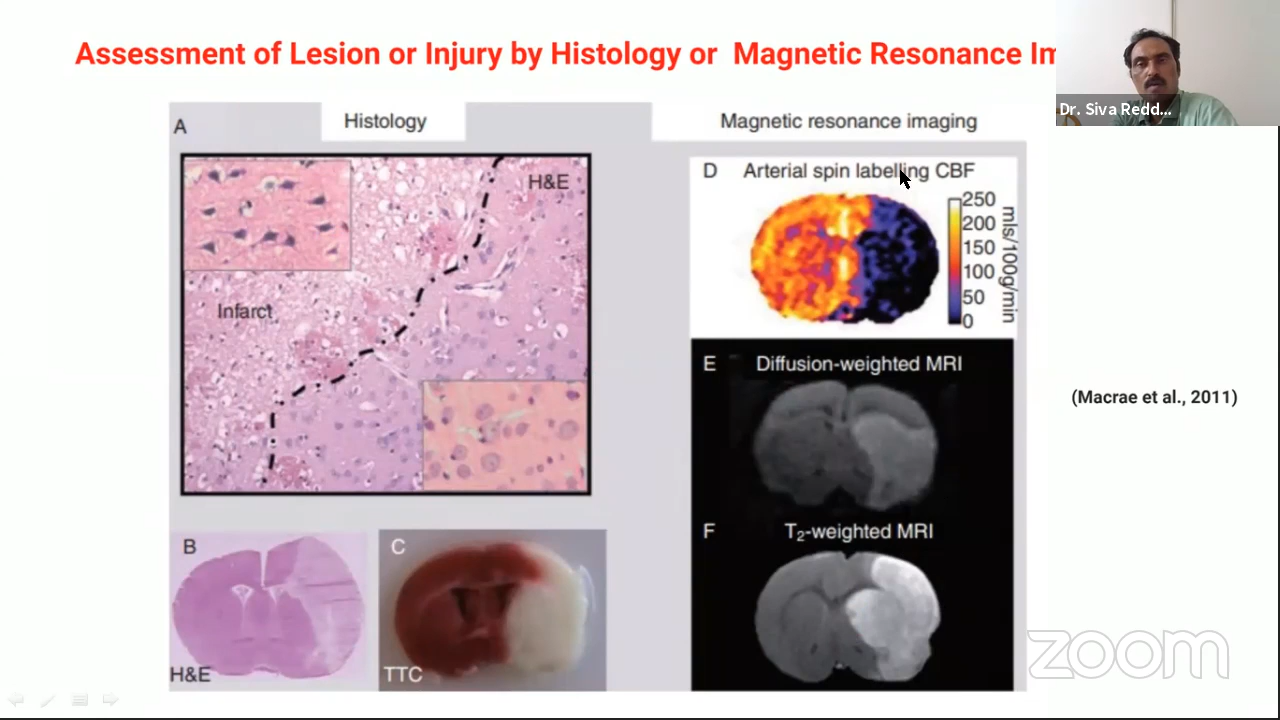 Assessment of Lesion or Injury by Histology or Magnetic Resonance Im
Dr. Siva Redd...
A
Histology
Magnetic resonance imaging
H&E
Infarct
D
Arterial spin labelling CBF
250
200
150
100
50
0
mls/100g/min
E
Diffusion-weighted MRI
(Macrae et al., 2011)
F
T₂-weighted MRI
B
H&E
C
TTC
zoom